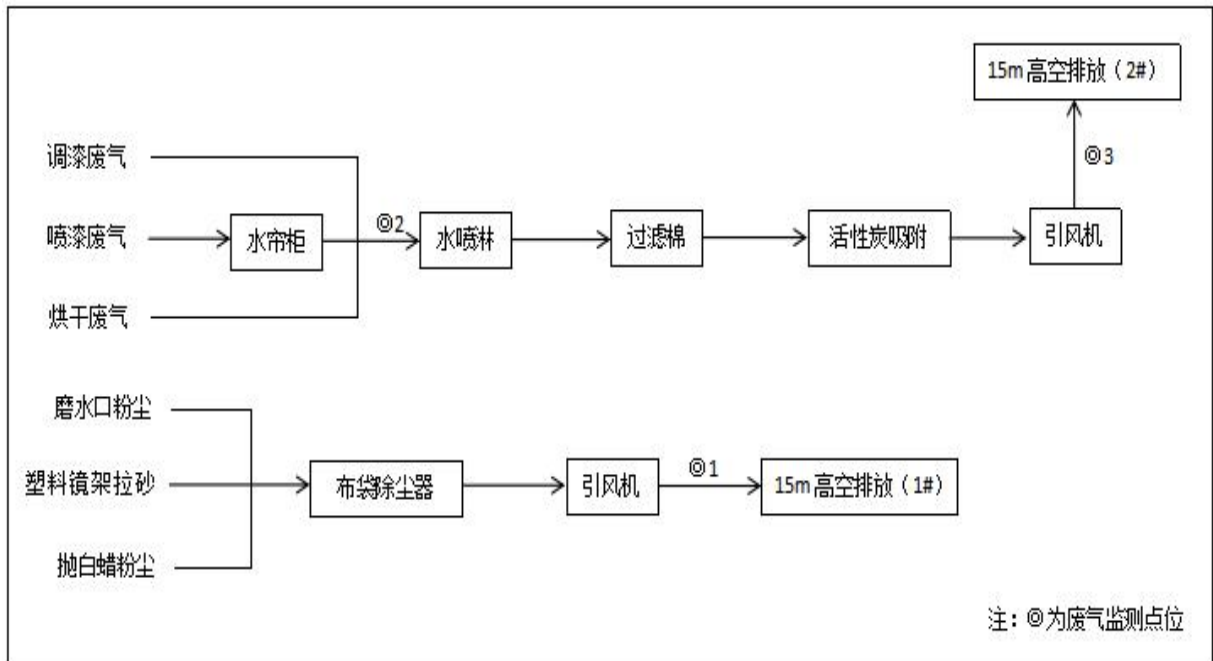 15m高空排放（2#）
◎3
调漆废气
喷漆废气
水帘柜
◎2
水喷淋
过滤棉
活性炭吸附
引风机
烘干废气
磨水口粉尘
塑料镜架拉砂
布袋除尘器
引风机
◎1
15m高空排放（1#）
抛白蜡粉尘
注：◎为废气监测点位